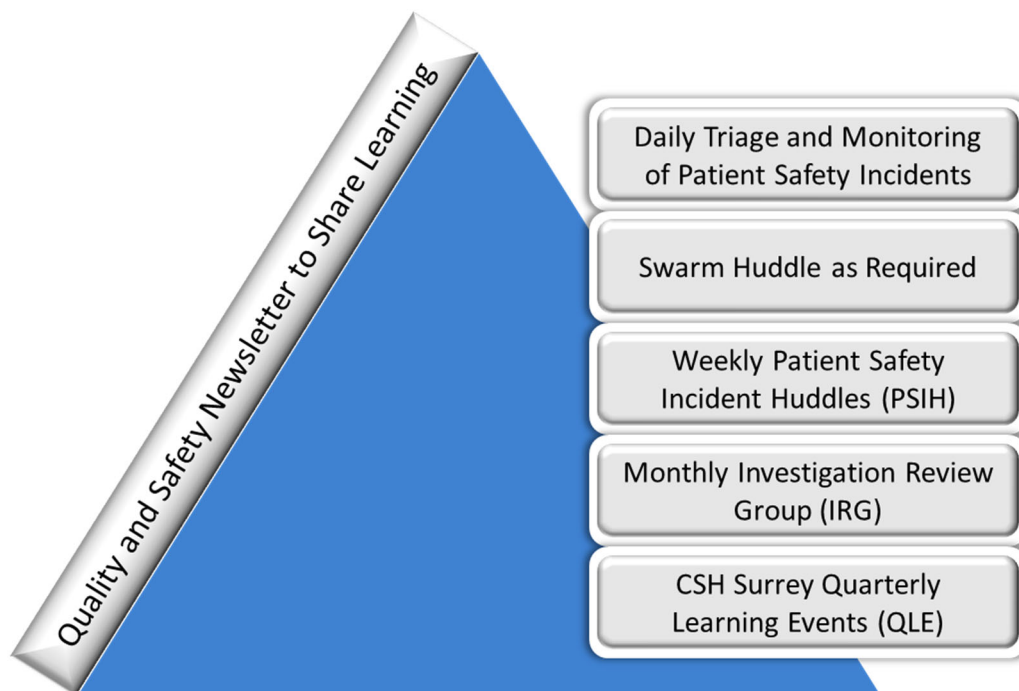 Quality and Safety Newsletter to Share Learning
Daily Triage and Monitoring
of Patient Safety Incidents
Swarm Huddle as Required
Weekly Patient Safety
Incident Huddles (PSIH)
Monthly Investigation Review
Group (IRG)
CSH Surrey Quarterly
Learning Events (QLE)